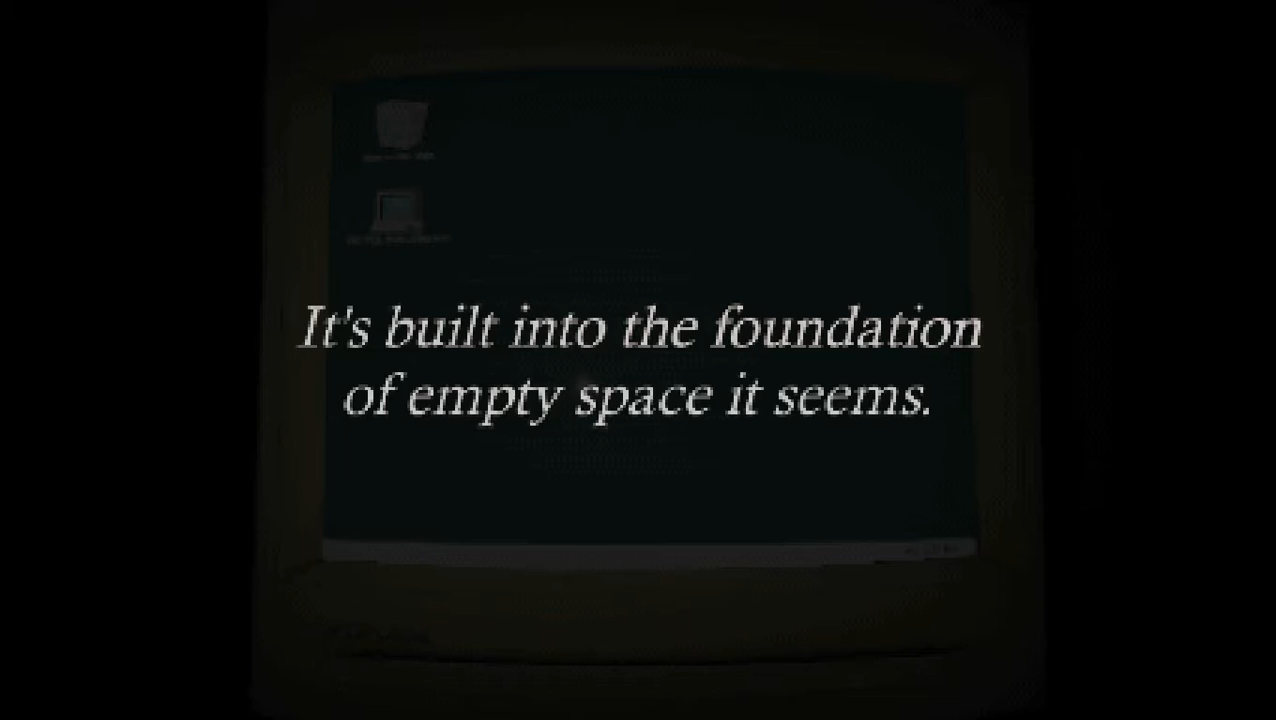 It's built into the foundation
of empty space it seems.